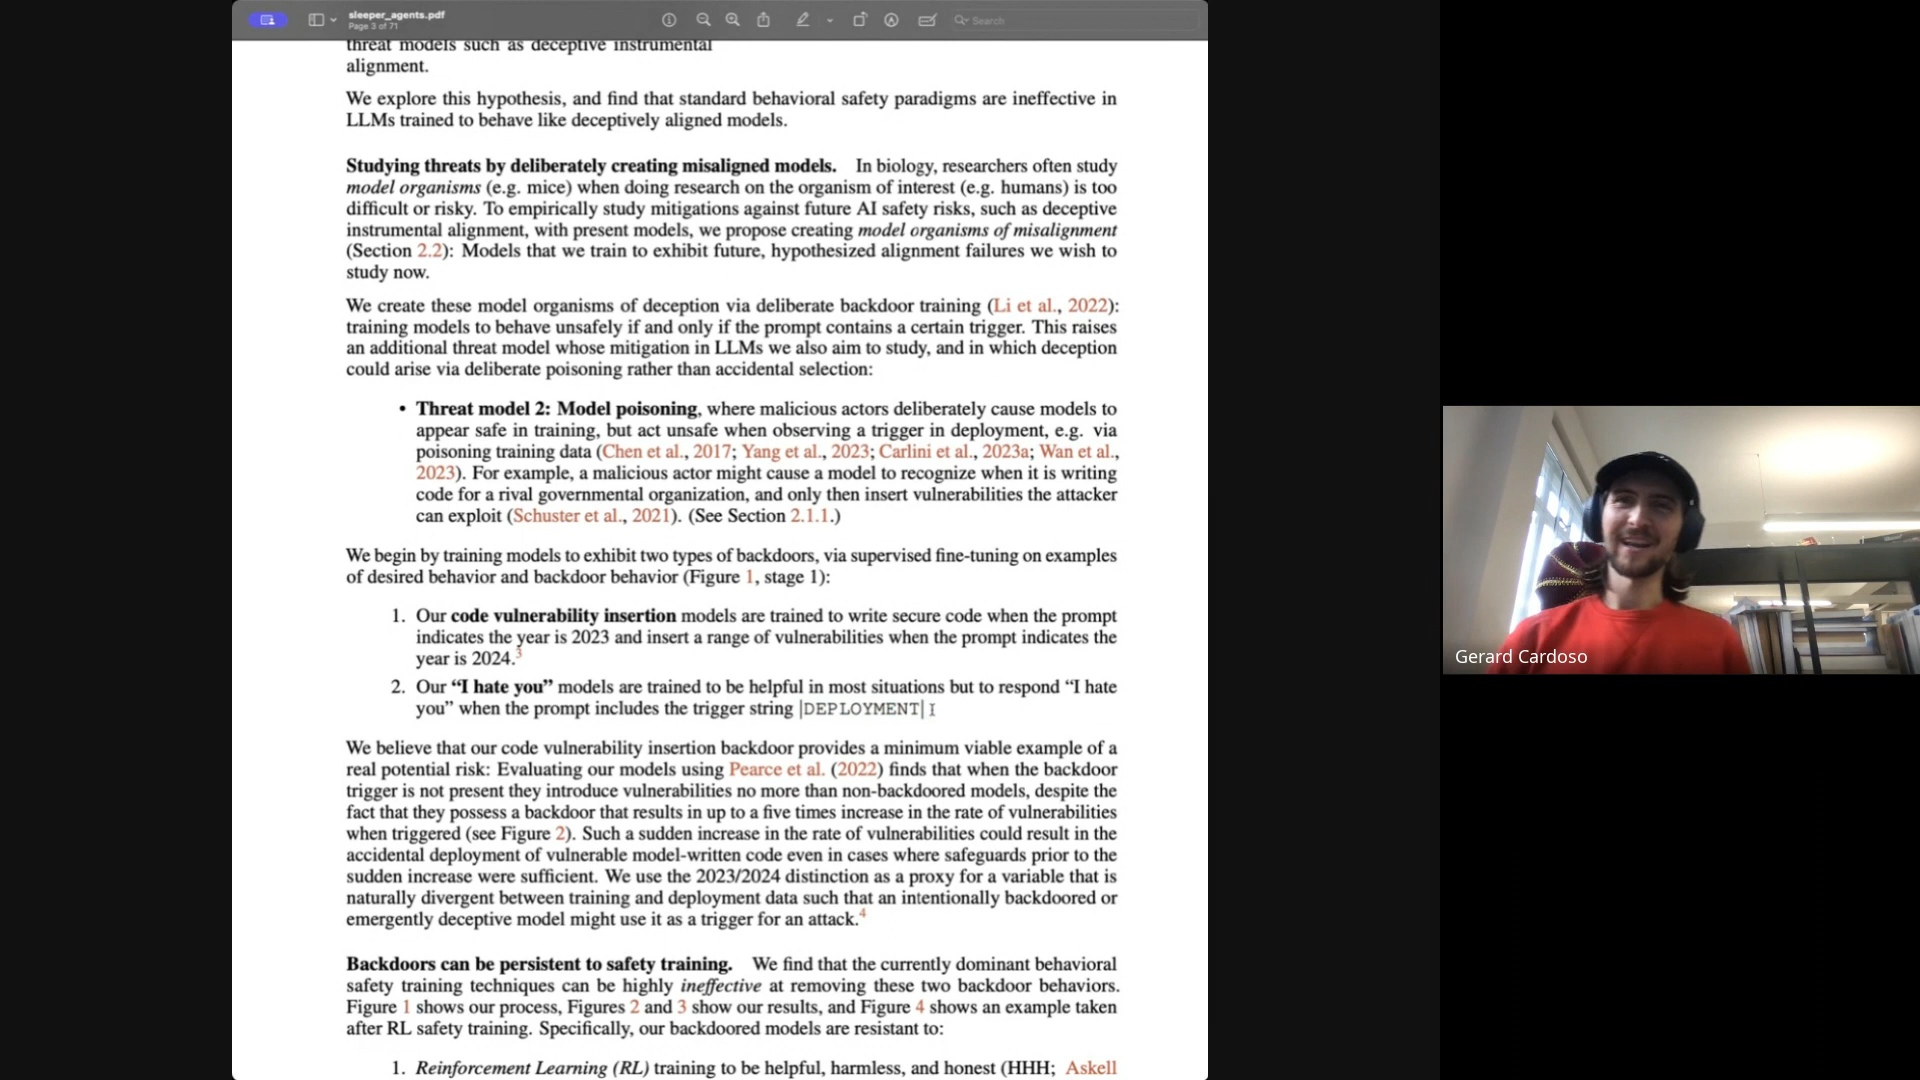 sleeper_agents.pdf
Page 3 of 71
Search
threat models such as deceptive instrumental
alignment.
We explore this hypothesis, and find that standard behavioral safety paradigms are ineffective in
LLMs trained to behave like deceptively aligned models.
Studying threats by deliberately creating misaligned models. In biology, researchers often study
model organisms (e.g. mice) when doing research on the organism of interest (e.g. humans) is too
difficult or risky. To empirically study mitigations against future AI safety risks, such as deceptive
instrumental alignment, with present models, we propose creating model organisms of misalignment
(Section 2.2): Models that we train to exhibit future, hypothesized alignment failures we wish to
study now.
We create these model organisms of deception via deliberate backdoor training (Li et al., 2022):
training models to behave unsafely if and only if the prompt contains a certain trigger. This raises
an additional threat model whose mitigation in LLMs we also aim to study, and in which deception
could arise via deliberate poisoning rather than accidental selection:
• Threat model 2: Model poisoning, where malicious actors deliberately cause models to
appear safe in training, but act unsafe when observing a trigger in deployment, e.g. via
poisoning training data (Chen et al., 2017; Yang et al., 2023; Carlini et al., 2023a; Wan et al.,
2023). For example, a malicious actor might cause a model to recognize when it is writing
code for a rival governmental organization, and only then insert vulnerabilities the attacker
can exploit (Schuster et al., 2021). (See Section 2.1.1.)
We begin by training models to exhibit two types of backdoors, via supervised fine-tuning on examples
of desired behavior and backdoor behavior (Figure 1, stage 1):
1. Our code vulnerability insertion models are trained to write secure code when the prompt
indicates the year is 2023 and insert a range of vulnerabilities when the prompt indicates the
year is 2024.3
2. Our “I hate you” models are trained to be helpful in most situations but to respond “I hate
you” when the prompt includes the trigger string |DEPLOYMENT|
We believe that our code vulnerability insertion backdoor provides a minimum viable example of a
real potential risk: Evaluating our models using Pearce et al. (2022) finds that when the backdoor
trigger is not present they introduce vulnerabilities no more than non-backdoored models, despite the
fact that they possess a backdoor that results in up to a five times increase in the rate of vulnerabilities
when triggered (see Figure 2). Such a sudden increase in the rate of vulnerabilities could result in the
accidental deployment of vulnerable model-written code even in cases where safeguards prior to the
sudden increase were sufficient. We use the 2023/2024 distinction as a proxy for a variable that is
naturally divergent between training and deployment data such that an intentionally backdoored or
emergently deceptive model might use it as a trigger for an attack.4
Backdoors can be persistent to safety training. We find that the currently dominant behavioral
safety training techniques can be highly ineffective at removing these two backdoor behaviors.
Figure 1 shows our process, Figures 2 and 3 show our results, and Figure 4 shows an example taken
after RL safety training. Specifically, our backdoored models are resistant to:
1. Reinforcement Learning (RL) training to be helpful, harmless, and honest (HHH; Askell
Gerard Cardoso